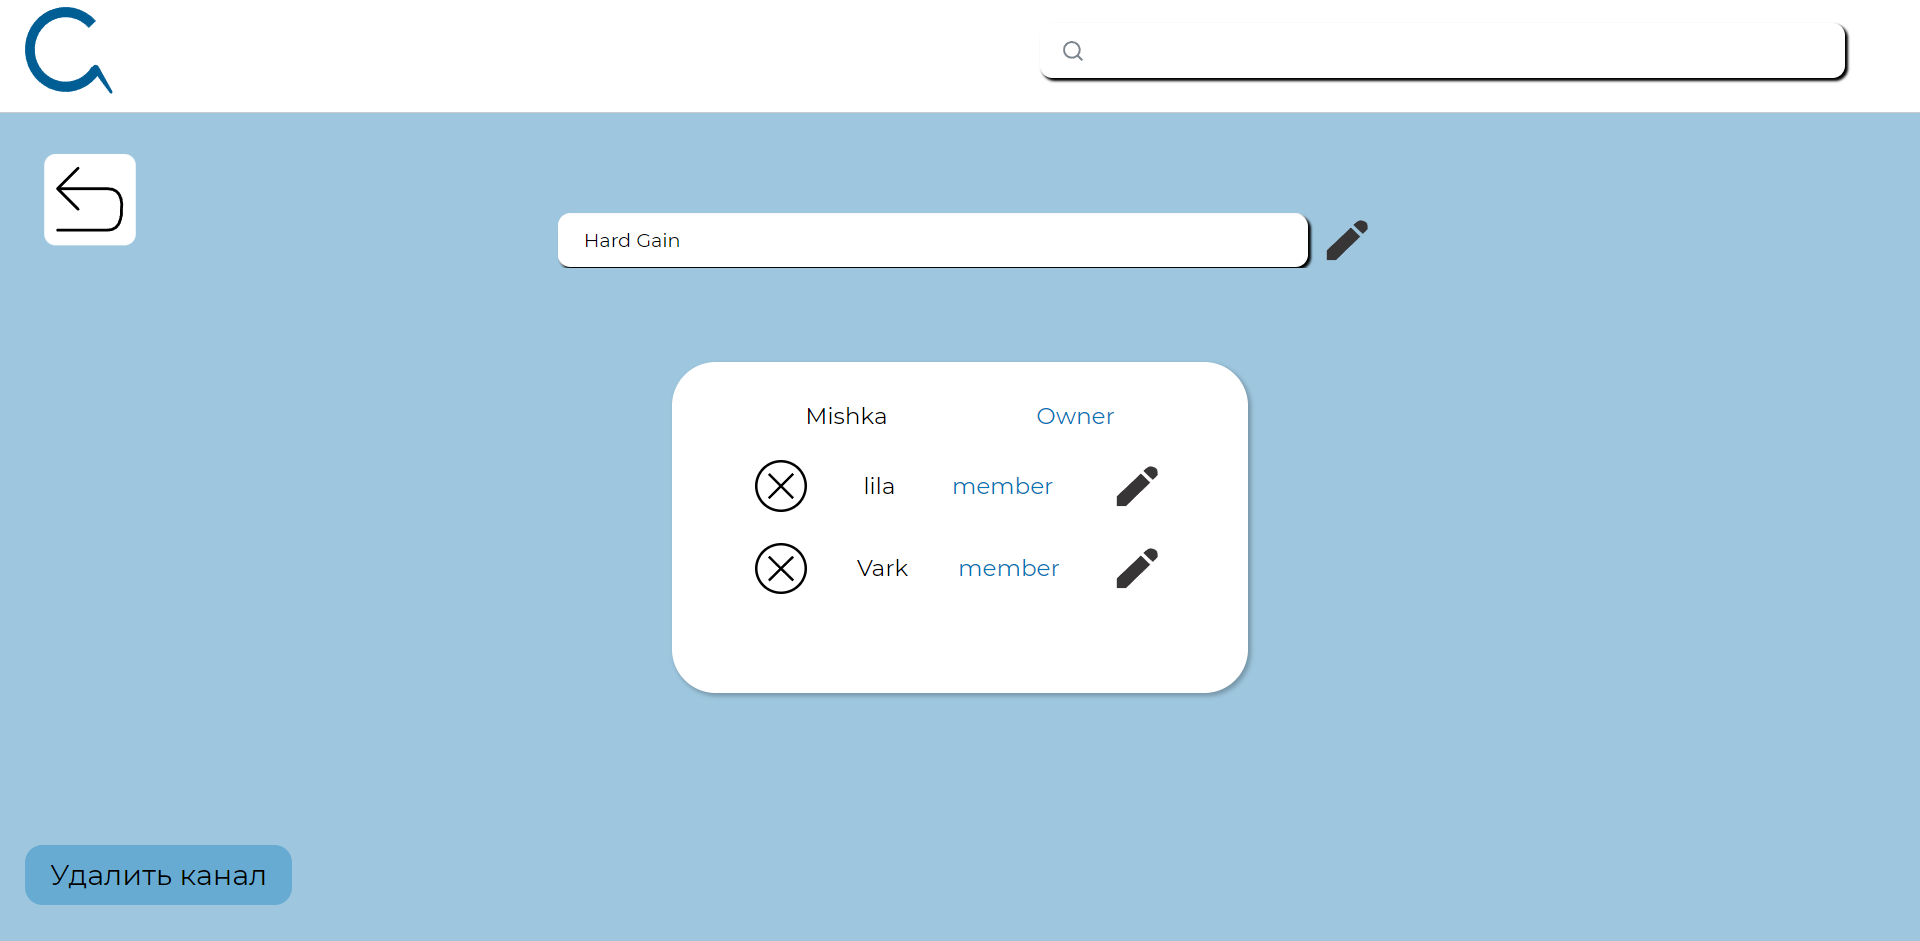 Hard Gain
Mishka Owner
lila member
Vark member
Удалить канал